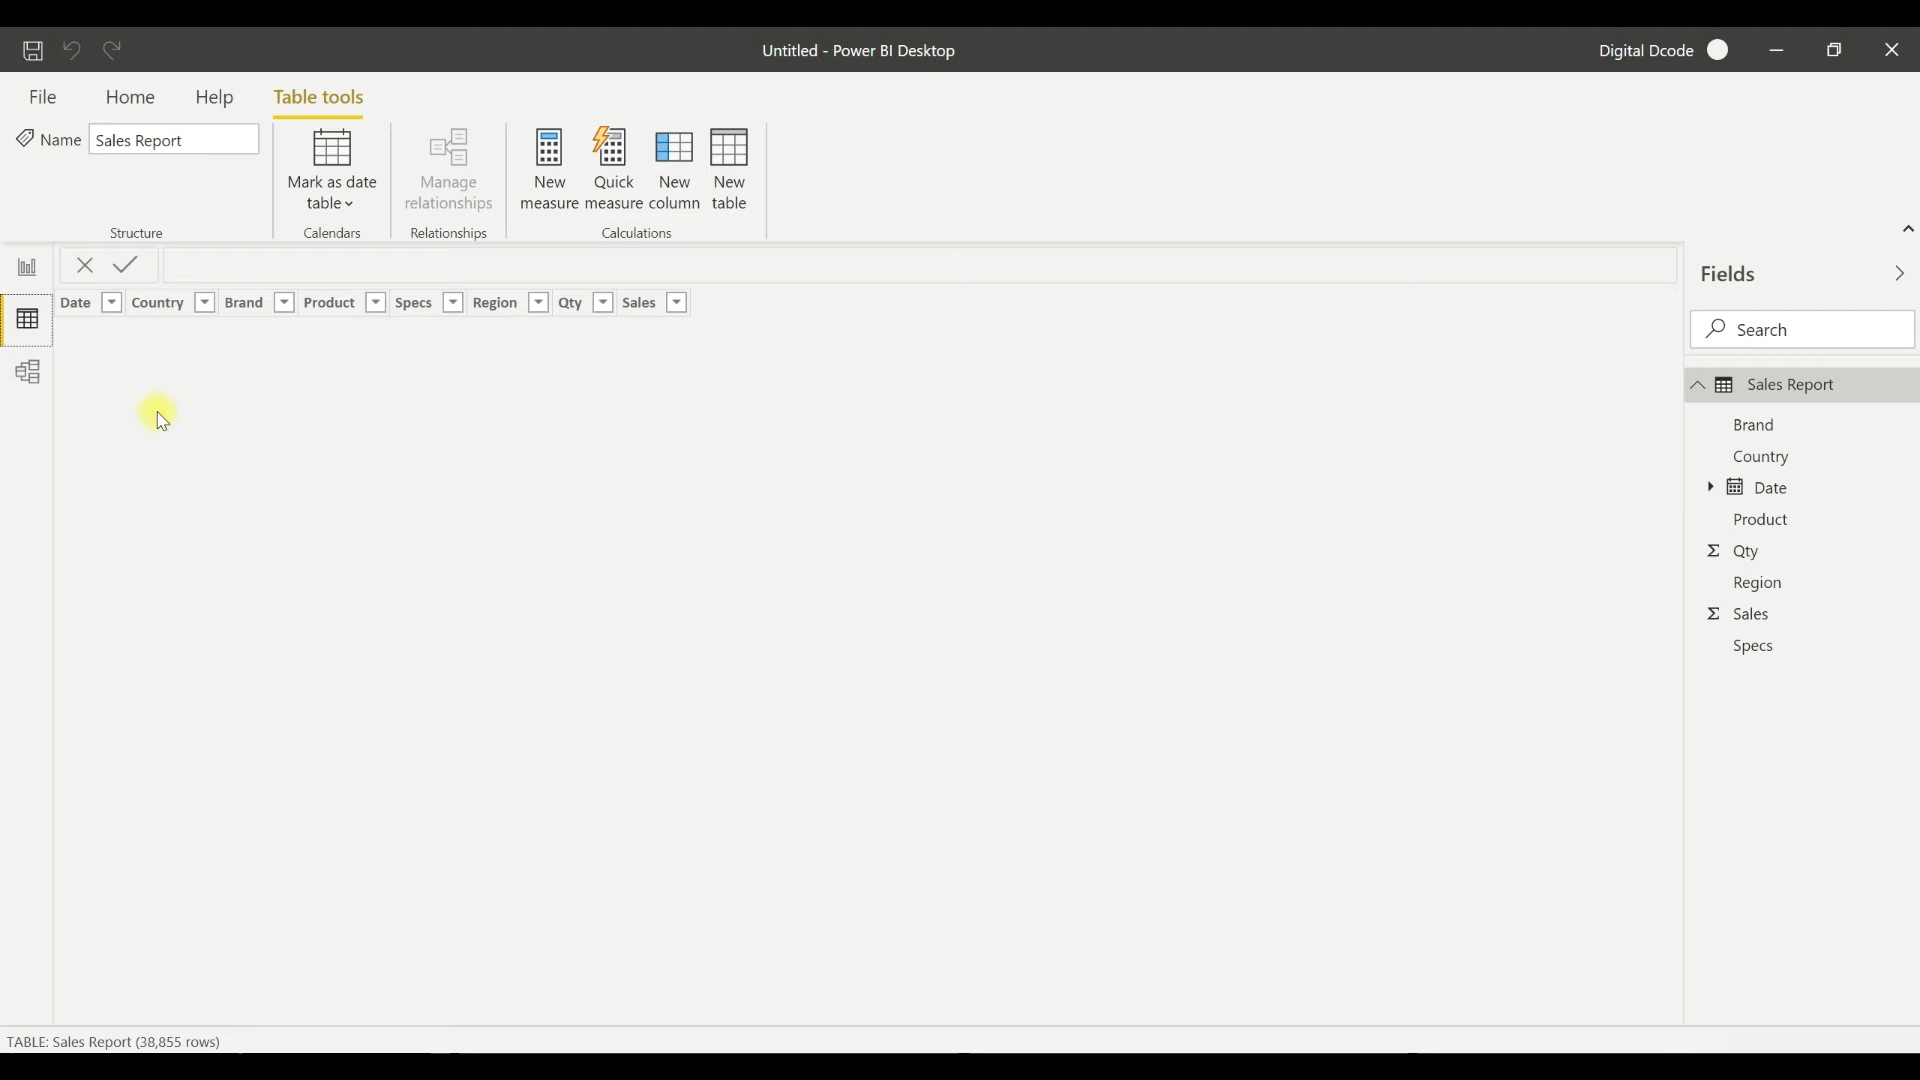 Untitled - Power BI Desktop
Digital Dcode
File Home Help Table tools
Name Sales Report
Mark as date table
Manage relationships
New measure
Quick measure
New column
New table
Structure Calendars Relationships Calculations
Fields
Date Country Brand Product Specs Region Qty Sales
Search
Sales Report
Brand
Country
Date
Product
Σ Qty
Region
Σ Sales
Specs
TABLE: Sales Report (38,855 rows)